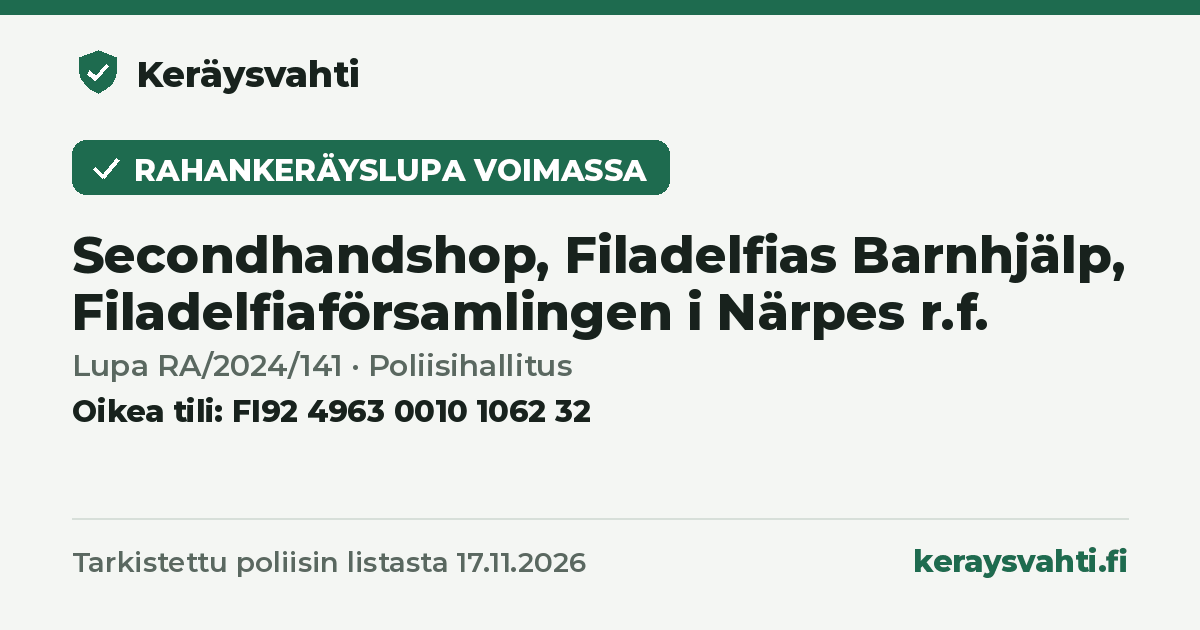 Keräysvahti
RAHANKERÄYSLUPA VOIMASSA
Secondhandshop, Filadelfias Barnhjälp,
Filadelfiaförsamlingen i Närpes r.f.
Lupa RA/2024/141 · Poliisihallitus
Oikea tili: FI92 4963 0010 1062 32
Tarkistettu poliisin listasta 17.11.2026
keraysvahti.fi